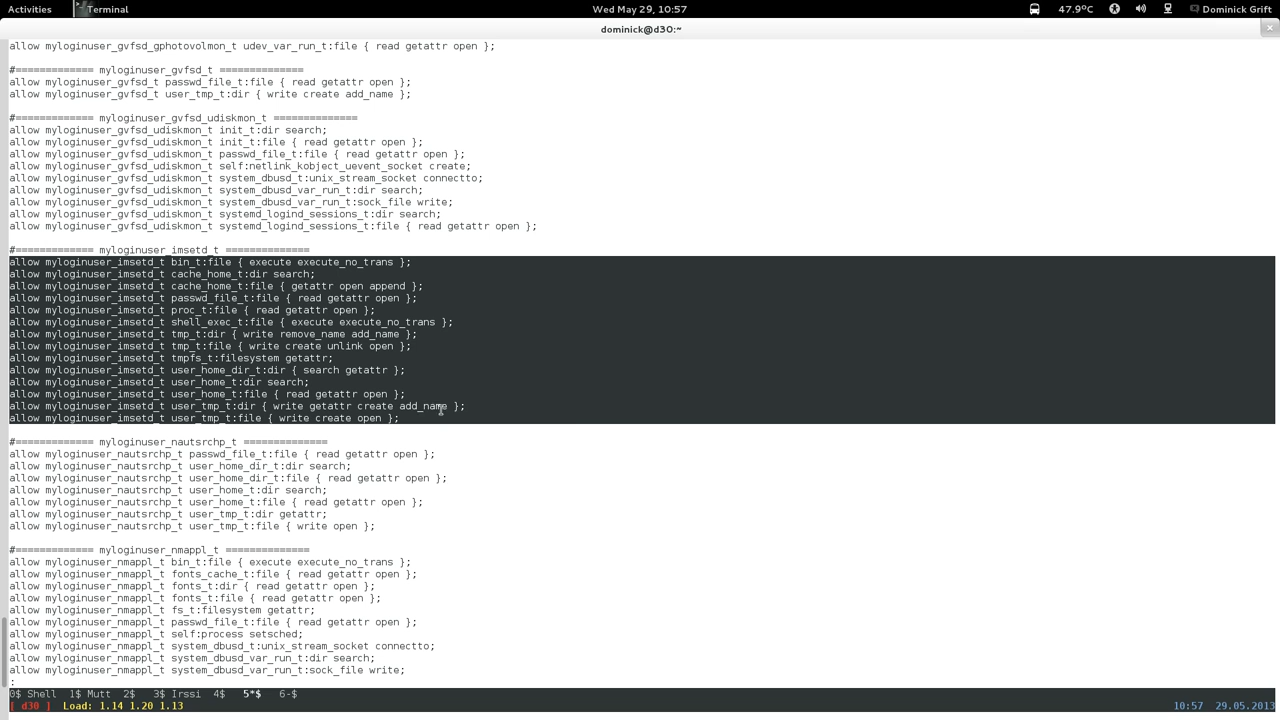 Activities Terminal Wed May 29, 10:57 47.9ºC Dominick Grift
dominick@d30:~
allow myloginuser_gvfsd_gphotovolmon_t udev_var_run_t:file { read getattr open };
#============= myloginuser_gvfsd_t ==============
allow myloginuser_gvfsd_t passwd_file_t:file { read getattr open };
allow myloginuser_gvfsd_t user_tmp_t:dir { write create add_name };
#============= myloginuser_gvfsd_udiskmon_t ==============
allow myloginuser_gvfsd_udiskmon_t init_t:dir search;
allow myloginuser_gvfsd_udiskmon_t init_t:file { read getattr open };
allow myloginuser_gvfsd_udiskmon_t passwd_file_t:file { read getattr open };
allow myloginuser_gvfsd_udiskmon_t self:netlink_kobject_uevent_socket create;
allow myloginuser_gvfsd_udiskmon_t system_dbusd_t:unix_stream_socket connectto;
allow myloginuser_gvfsd_udiskmon_t system_dbusd_var_run_t:dir search;
allow myloginuser_gvfsd_udiskmon_t system_dbusd_var_run_t:sock_file write;
allow myloginuser_gvfsd_udiskmon_t systemd_logind_sessions_t:dir search;
allow myloginuser_gvfsd_udiskmon_t systemd_logind_sessions_t:file { read getattr open };
#============= myloginuser_imsetd_t ==============
allow myloginuser_imsetd_t bin_t:file { execute execute_no_trans };
allow myloginuser_imsetd_t cache_home_t:dir search;
allow myloginuser_imsetd_t cache_home_t:file { getattr open append };
allow myloginuser_imsetd_t passwd_file_t:file { read getattr open };
allow myloginuser_imsetd_t proc_t:file { read getattr open };
allow myloginuser_imsetd_t shell_exec_t:file { execute execute_no_trans };
allow myloginuser_imsetd_t tmp_t:dir { write remove_name add_name };
allow myloginuser_imsetd_t tmp_t:file { write create unlink open };
allow myloginuser_imsetd_t tmpfs_t:filesystem getattr;
allow myloginuser_imsetd_t user_home_dir_t:dir { search getattr };
allow myloginuser_imsetd_t user_home_t:dir search;
allow myloginuser_imsetd_t user_home_t:file { read getattr open };
allow myloginuser_imsetd_t user_tmp_t:dir { write getattr create add_name };
allow myloginuser_imsetd_t user_tmp_t:file { write create open };
#============= myloginuser_nautsrchp_t ==============
allow myloginuser_nautsrchp_t passwd_file_t:file { read getattr open };
allow myloginuser_nautsrchp_t user_home_dir_t:dir search;
allow myloginuser_nautsrchp_t user_home_dir_t:file { read getattr open };
allow myloginuser_nautsrchp_t user_home_t:dir search;
allow myloginuser_nautsrchp_t user_home_t:file { read getattr open };
allow myloginuser_nautsrchp_t user_tmp_t:dir getattr;
allow myloginuser_nautsrchp_t user_tmp_t:file { write open };
#============= myloginuser_nmappl_t ==============
allow myloginuser_nmappl_t bin_t:file { execute execute_no_trans };
allow myloginuser_nmappl_t fonts_cache_t:file { read getattr open };
allow myloginuser_nmappl_t fonts_t:dir { read getattr open };
allow myloginuser_nmappl_t fonts_t:file { read getattr open };
allow myloginuser_nmappl_t fs_t:filesystem getattr;
allow myloginuser_nmappl_t passwd_file_t:file { read getattr open };
allow myloginuser_nmappl_t self:process setsched;
allow myloginuser_nmappl_t system_dbusd_t:unix_stream_socket connectto;
allow myloginuser_nmappl_t system_dbusd_var_run_t:dir search;
allow myloginuser_nmappl_t system_dbusd_var_run_t:sock_file write;
:
0$ Shell 1$ Mutt 2$ 3$ Irssi 4$ 5*$ 6-$
[ d30 ] Load: 1.14 1.20 1.13 10:57 29.05.2013